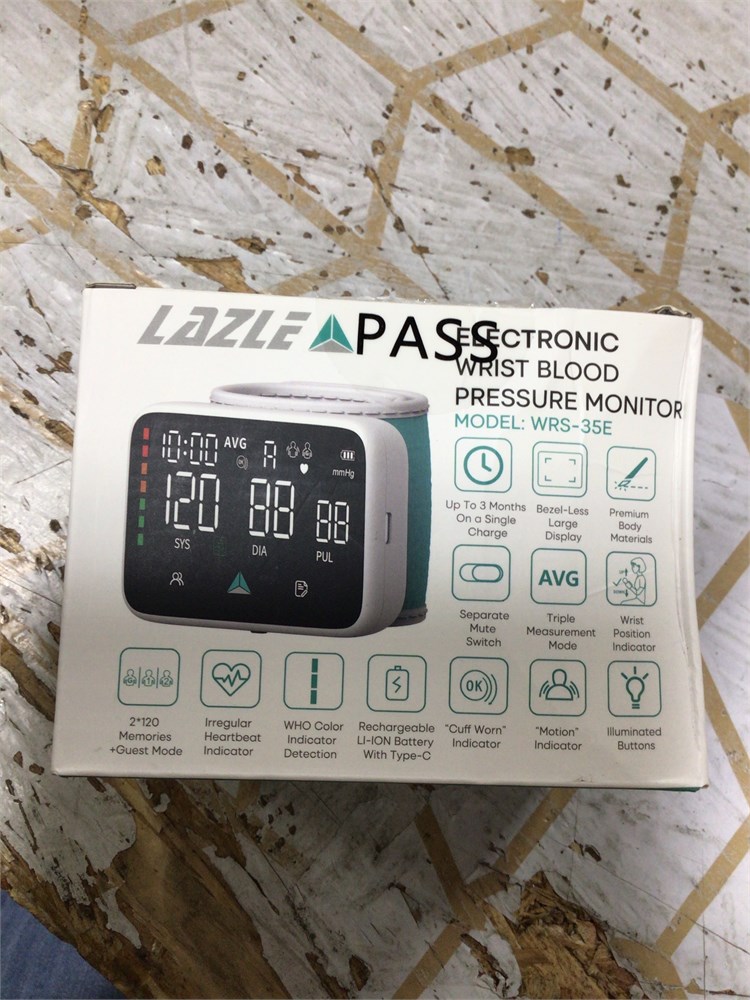 LAZLE PASS
ELECTRONIC
WRIST BLOOD
PRESSURE MONITOR
MODEL: WRS-35E
10:00 AVG A
mmHg
120 88 88
SYS DIA PUL
Up To 3 Months
On a Single
Charge
Bezel-Less
Large
Display
Premium
Body
Materials
Separate
Mute
Switch
AVG
Triple
Measurement
Mode
Wrist
Position
Indicator
2*120
Memories
+Guest Mode
Irregular
Heartbeat
Indicator
WHO Color
Indicator
Detection
Rechargeable
LI-ION Battery
With Type-C
OK
"Cuff Worn"
Indicator
"Motion"
Indicator
Illuminated
Buttons